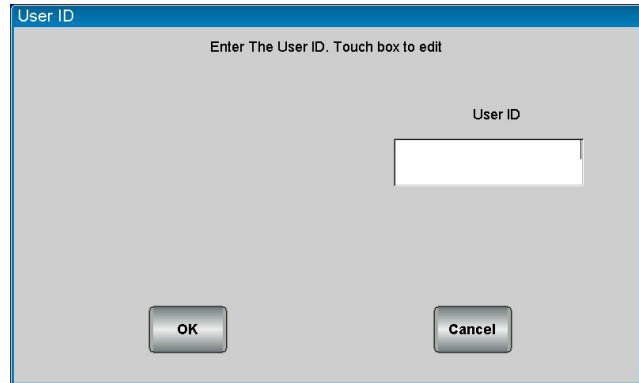 User ID
Enter The User ID. Touch box to edit
User ID
OK
Cancel